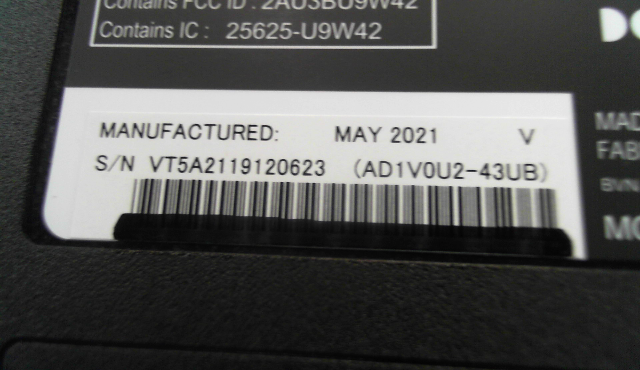 Contains FCC ID : 2AU3BU9W42
Contains IC : 25625-U9W42
MANUFACTURED: MAY 2021 V
S/N VT5A2119120623 (AD1V0U2-43UB)